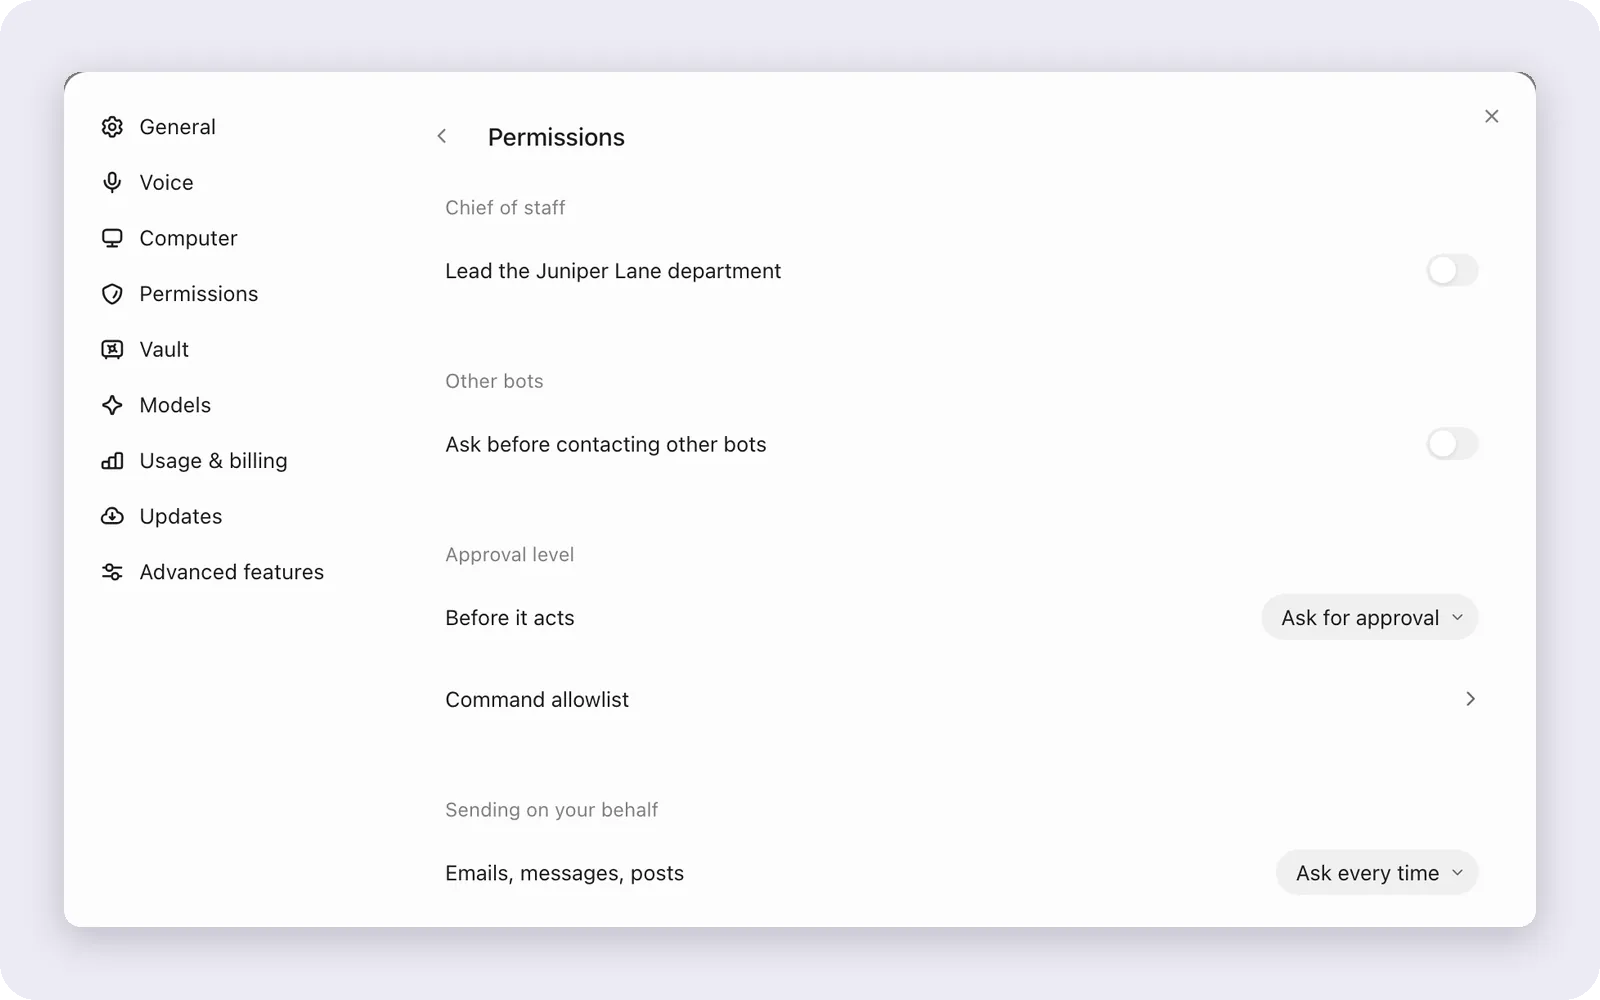 General
Voice
Computer
Permissions
Vault
Models
Usage & billing
Updates
Advanced features
Permissions
Chief of staff
Lead the Juniper Lane department
Other bots
Ask before contacting other bots
Approval level
Before it acts
Ask for approval
Command allowlist
Sending on your behalf
Emails, messages, posts
Ask every time